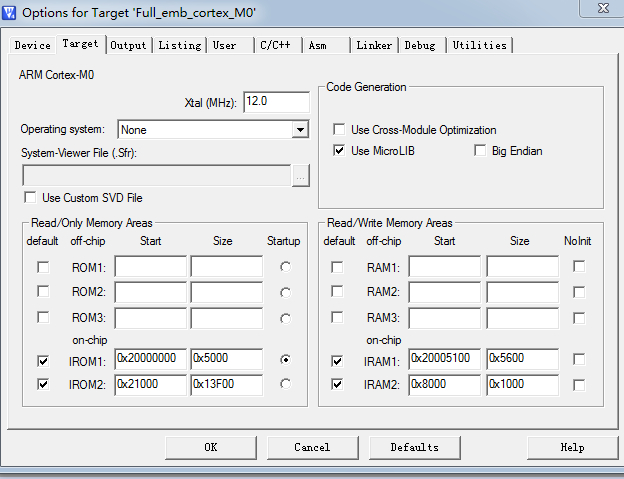 Options for Target 'Full_emb_cortex_M0'
Device Target Output Listing User C/C++ Asm Linker Debug Utilities
ARM Cortex-M0
Xtal (MHz): 12.0
Operating system: None
System-Viewer File (.Sfr):
...
Use Custom SVD File
Code Generation
Use Cross-Module Optimization
Use MicroLIB Big Endian
Read/Only Memory Areas
default off-chip Start Size Startup
ROM1:
ROM2:
ROM3:
on-chip
IROM1: 0x20000000 0x5000
IROM2: 0x21000 0x13F00
Read/Write Memory Areas
default off-chip Start Size NoInit
RAM1:
RAM2:
RAM3:
on-chip
IRAM1: 0x20005100 0x5600
IRAM2: 0x8000 0x1000
OK Cancel Defaults Help